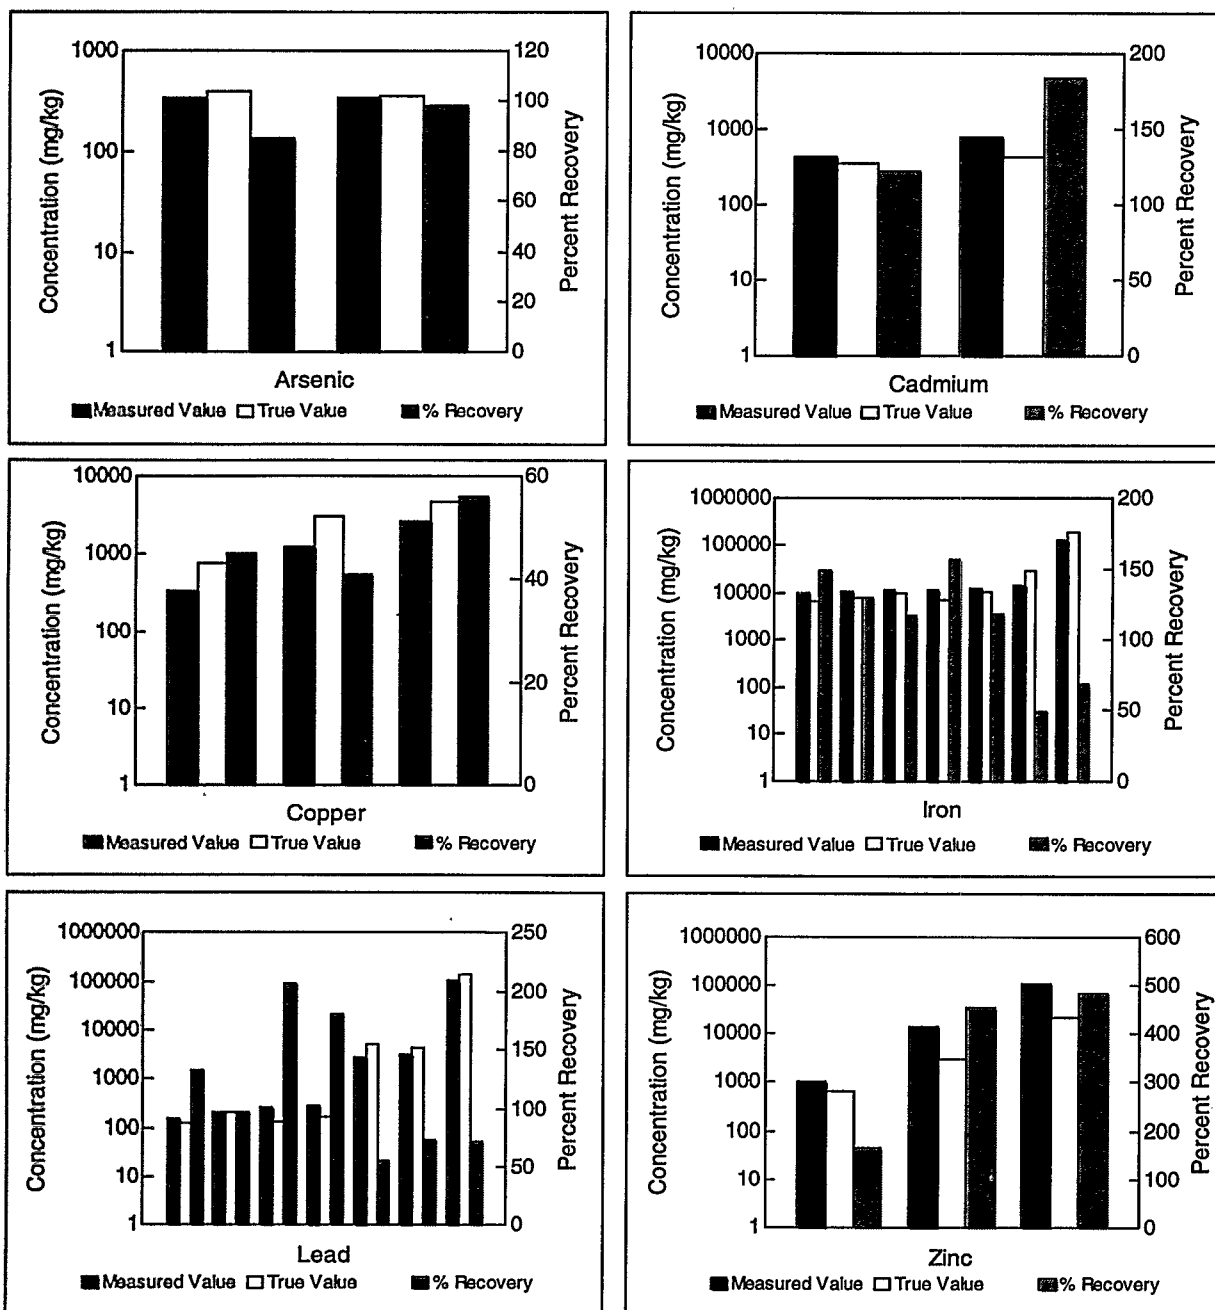 Concentration (mg/kg)
1000
100
10
1
Percent Recovery
120
100
80
60
40
20
0
Arsenic
Measured Value True Value % Recovery
Concentration (mg/kg)
10000
1000
100
10
1
Percent Recovery
200
150
100
50
0
Cadmium
Measured Value True Value % Recovery
Concentration (mg/kg)
10000
1000
100
10
1
Percent Recovery
60
40
20
0
Copper
Measured Value True Value % Recovery
Concentration (mg/kg)
1000000
100000
10000
1000
100
10
1
Percent Recovery
200
150
100
50
0
Iron
Measured Value True Value % Recovery
Concentration (mg/kg)
1000000
100000
10000
1000
100
10
1
Percent Recovery
250
200
150
100
50
0
Lead
Measured Value True Value % Recovery
Concentration (mg/kg)
1000000
100000
10000
1000
100
10
1
Percent Recovery
600
500
400
300
200
100
0
Zinc
Measured Value True Value % Recovery